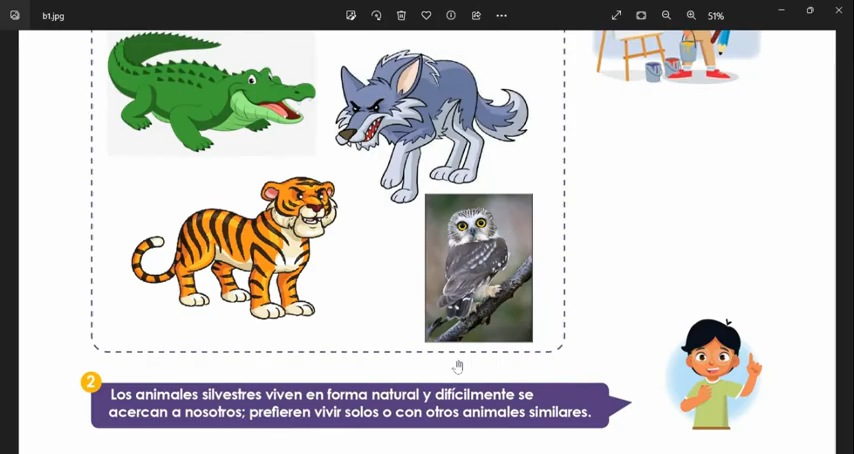 b1.jpg
51%
2
Los animales silvestres viven en forma natural y difícilmente se
acercan a nosotros; prefieren vivir solos o con otros animales similares.